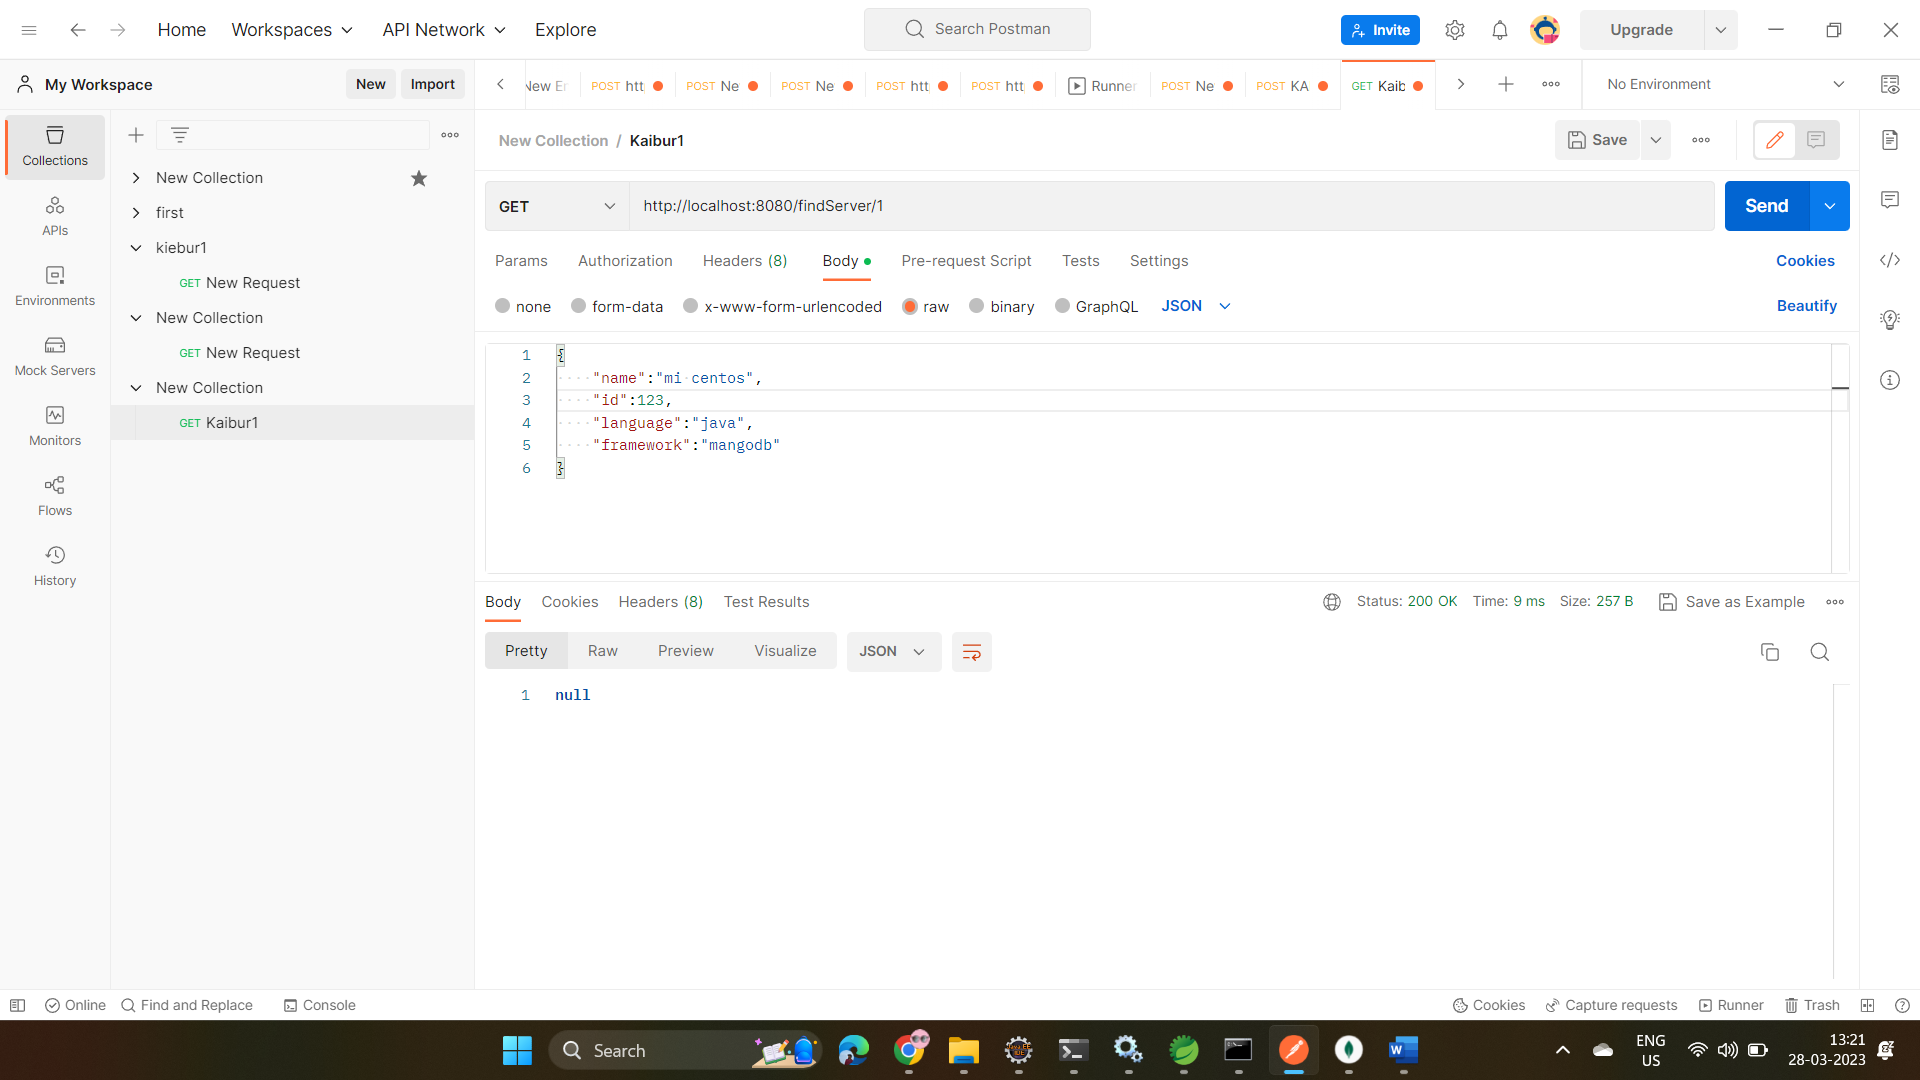 Home Workspaces API Network Explore Search Postman Invite Upgrade
My Workspace New Import New Er POST htt POST Ne POST Ne POST htt POST htt Runner POST Ne POST KA GET Kaib No Environment
New Collection / Kaibur1 Save
Collections
APIs
Environments
Mock Servers
Monitors
Flows
History
New Collection
first
kiebur1
GET New Request
New Collection
GET New Request
New Collection
GET Kaibur1
GET http://localhost:8080/findServer/1 Send
Params Authorization Headers (8) Body Pre-request Script Tests Settings Cookies
none form-data x-www-form-urlencoded raw binary GraphQL JSON Beautify
1 {
2 "name":"mi centos",
3 "id":123,
4 "language":"java",
5 "framework":"mangodb"
6 }
Body Cookies Headers (8) Test Results Status: 200 OK Time: 9 ms Size: 257 B Save as Example
Pretty Raw Preview Visualize JSON
1 null
Online Find and Replace Console Cookies Capture requests Runner Trash
Search ENG 13:21
US 28-03-2023